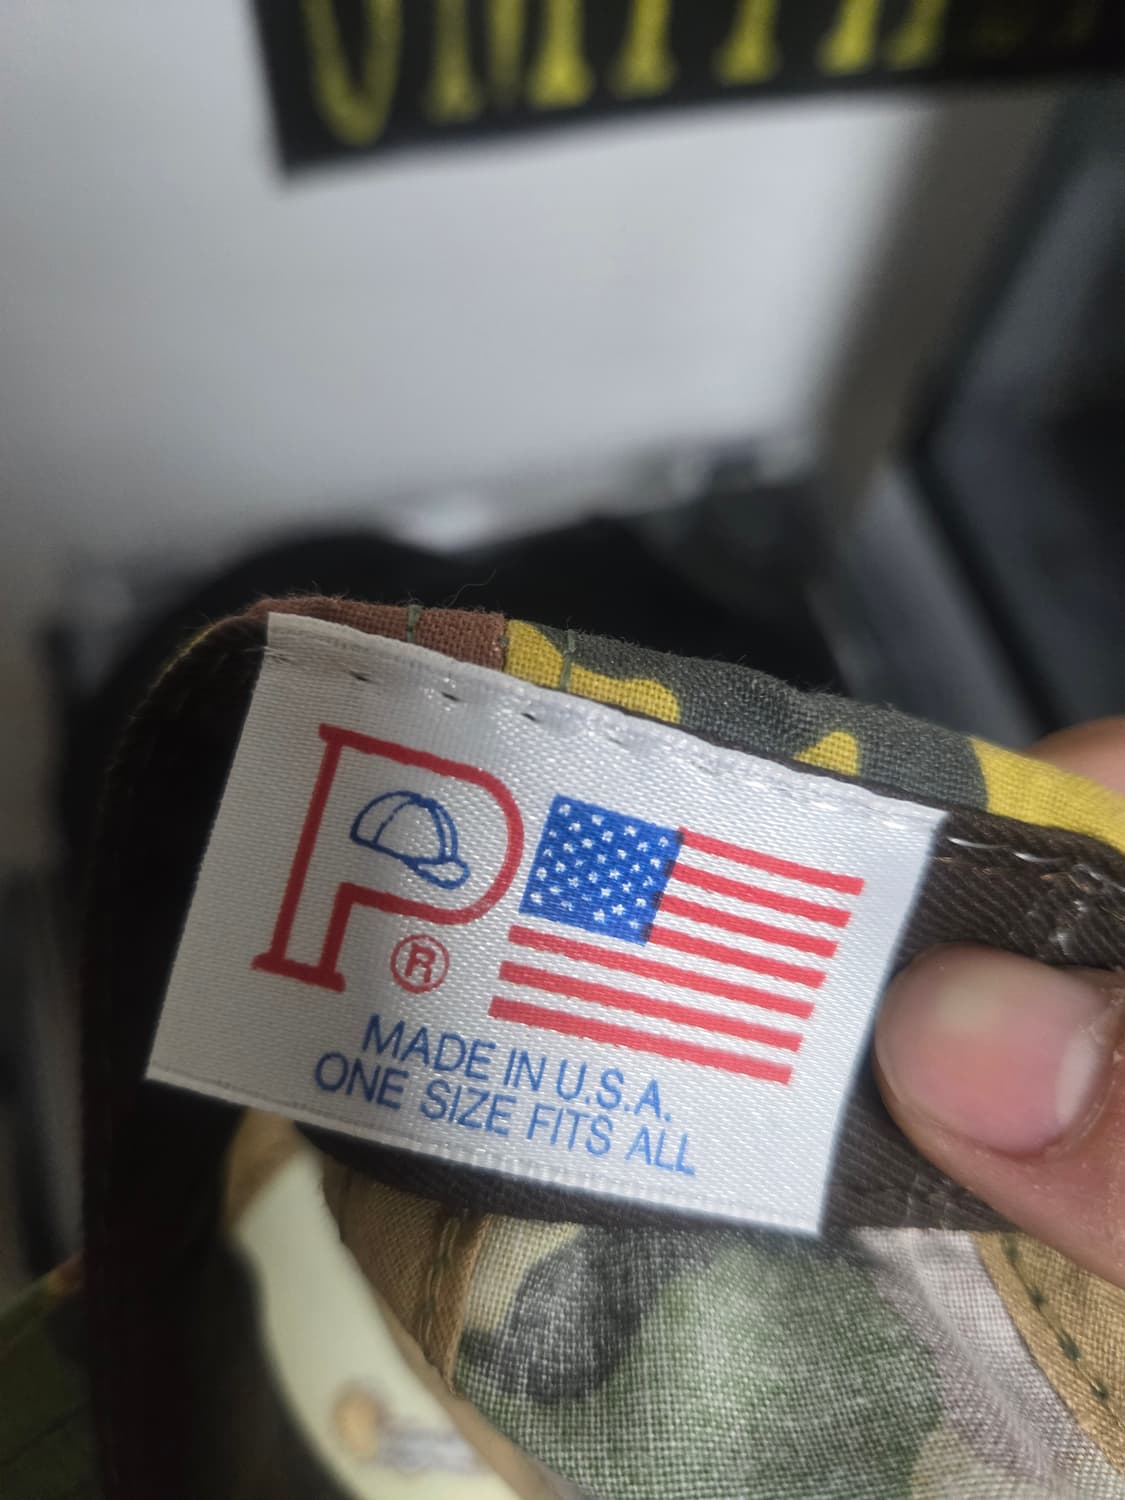 P
®
MADE IN U.S.A.
ONE SIZE FITS ALL